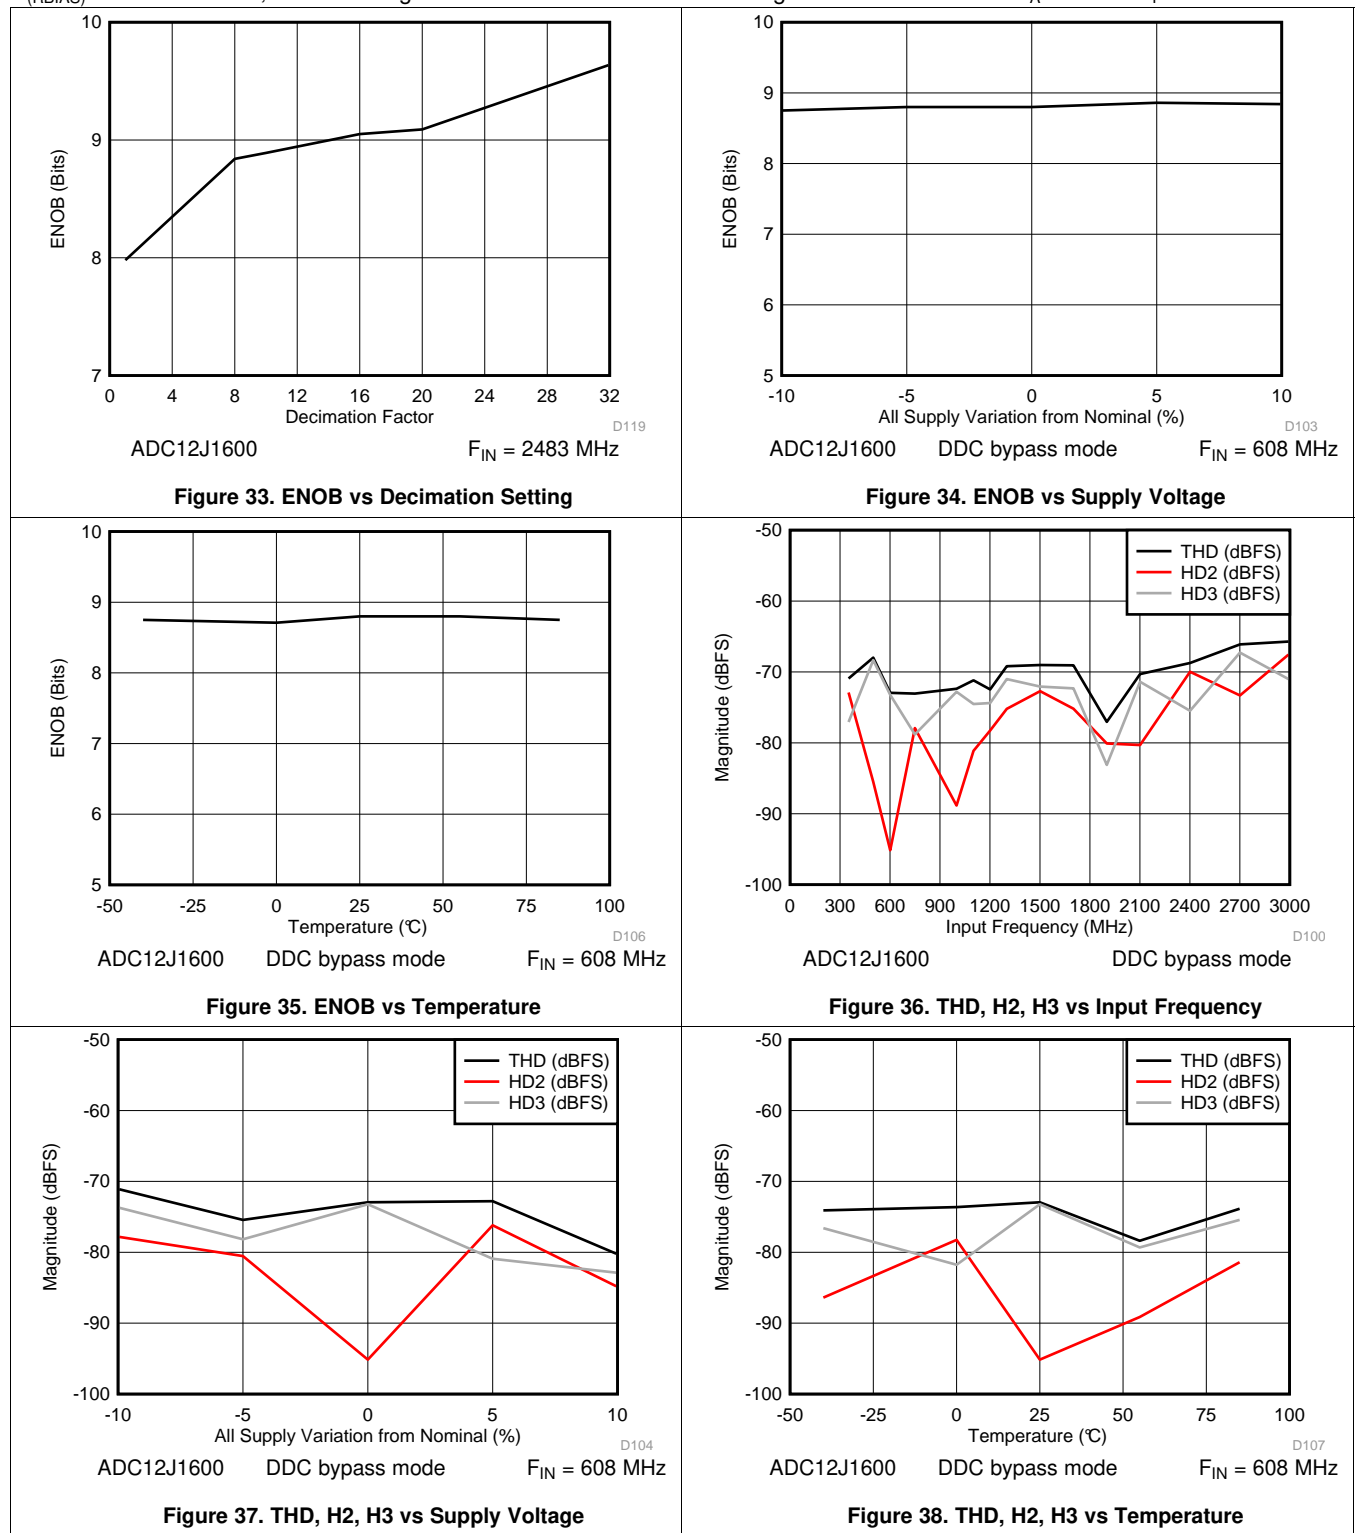 (RBIAS)
10
9
8
7
ENOB (Bits)
0 4 8 12 16 20 24 28 32
Decimation Factor
D119
ADC12J1600 FIN = 2483 MHz
Figure 33. ENOB vs Decimation Setting
10
9
8
7
6
5
ENOB (Bits)
-10 -5 0 5 10
All Supply Variation from Nominal (%)
D103
ADC12J1600 DDC bypass mode FIN = 608 MHz
Figure 34. ENOB vs Supply Voltage
10
9
8
7
6
5
ENOB (Bits)
-50 -25 0 25 50 75 100
Temperature (°C)
D106
ADC12J1600 DDC bypass mode FIN = 608 MHz
Figure 35. ENOB vs Temperature
-50
-60
-70
-80
-90
-100
Magnitude (dBFS)
THD (dBFS)
HD2 (dBFS)
HD3 (dBFS)
0 300 600 900 1200 1500 1800 2100 2400 2700 3000
Input Frequency (MHz)
D100
ADC12J1600 DDC bypass mode
Figure 36. THD, H2, H3 vs Input Frequency
-50
-60
-70
-80
-90
-100
Magnitude (dBFS)
THD (dBFS)
HD2 (dBFS)
HD3 (dBFS)
-10 -5 0 5 10
All Supply Variation from Nominal (%)
D104
ADC12J1600 DDC bypass mode FIN = 608 MHz
Figure 37. THD, H2, H3 vs Supply Voltage
-50
-60
-70
-80
-90
-100
Magnitude (dBFS)
THD (dBFS)
HD2 (dBFS)
HD3 (dBFS)
-50 -25 0 25 50 75 100
Temperature (°C)
D107
ADC12J1600 DDC bypass mode FIN = 608 MHz
Figure 38. THD, H2, H3 vs Temperature